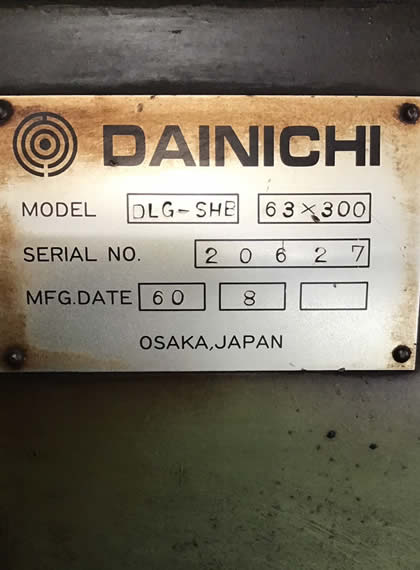 DAINICHI
MODEL DLG-SHB 63×300
SERIAL NO. 20627
MFG.DATE 60 8
OSAKA,JAPAN